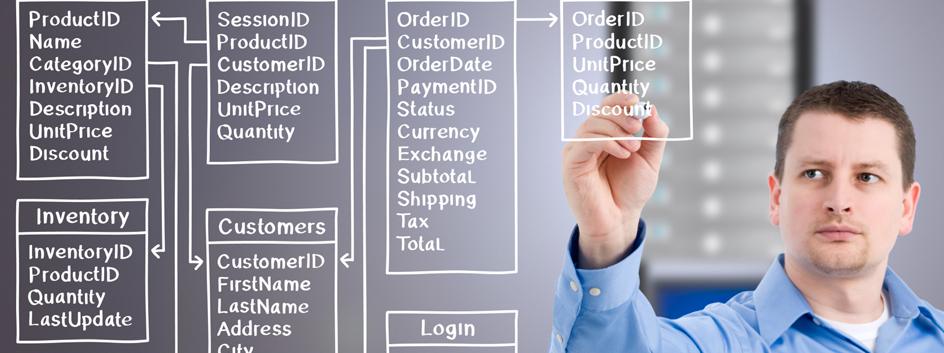 ProductID
Name
CategoryID
InventoryID
Description
UnitPrice
Discount
Inventory
InventoryID
ProductID
Quantity
LastUpdate
SessionID
ProductID
CustomerID
Description
UnitPrice
Quantity
Customers
CustomerID
FirstName
LastName
Address
City
OrderID
CustomerID
OrderDate
PaymentID
Status
Currency
Exchange
Subtotal
Shipping
Tax
Total
Login
OrderID
ProductID
UnitPrice
Quantity
Discount